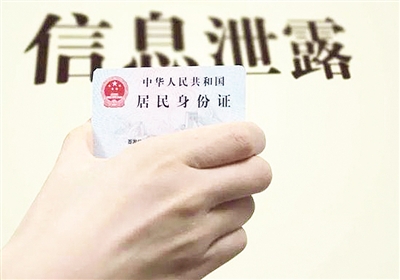 信息泄露
中华人民共和国
居民身份证